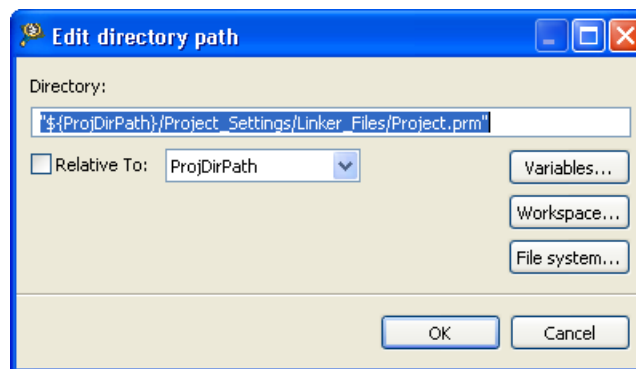 Edit directory path
Directory:
"${ProjDirPath}/Project_Settings/Linker_Files/Project.prm"
Relative To: ProjDirPath Variables...
Workspace...
File system...
OK Cancel